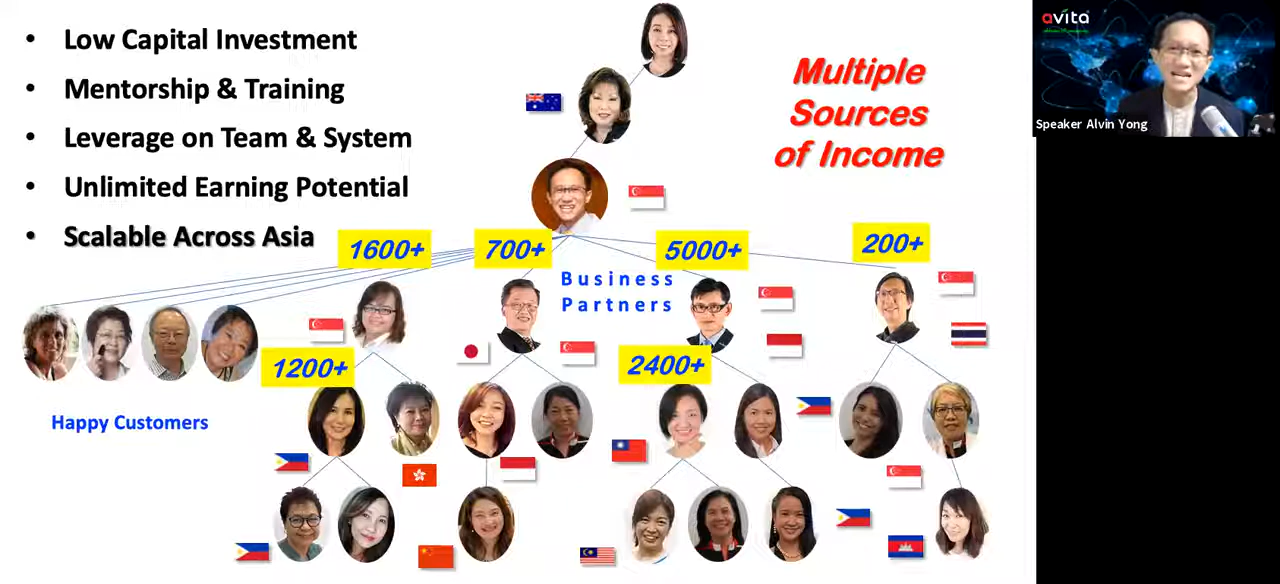 • Low Capital Investment
• Mentorship & Training
• Leverage on Team & System
• Unlimited Earning Potential
• Scalable Across Asia
Multiple
Sources
of Income
avita
Speaker Alvin Yong
1600+
700+
5000+
200+
Business
Partners
1200+
2400+
Happy Customers